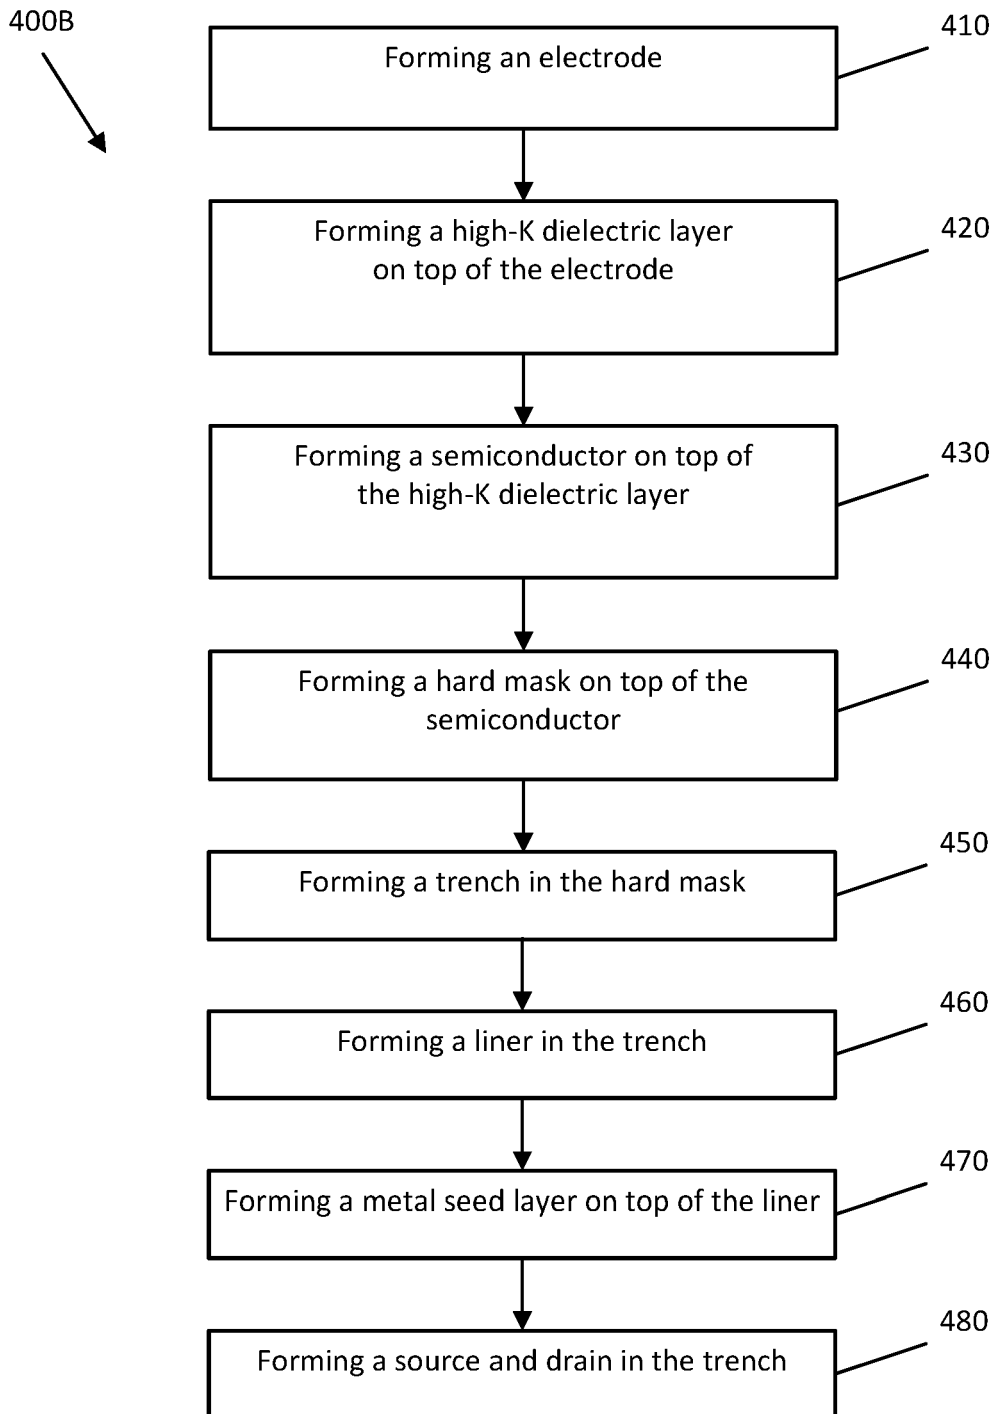 400B
410
Forming an electrode
420
Forming a high-K dielectric layer
on top of the electrode
430
Forming a semiconductor on top of
the high-K dielectric layer
440
Forming a hard mask on top of the
semiconductor
450
Forming a trench in the hard mask
460
Forming a liner in the trench
470
Forming a metal seed layer on top of the liner
480
Forming a source and drain in the trench